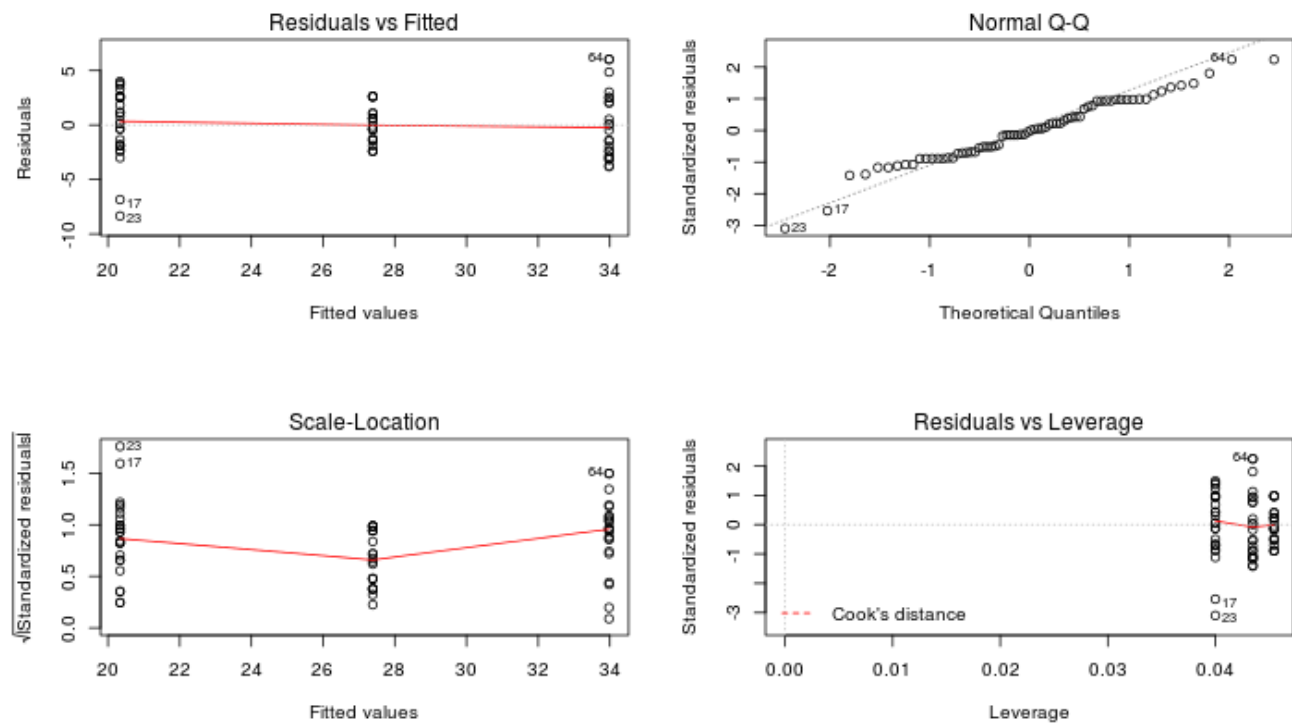 Residuals vs Fitted
Residuals
5
0
-5
-10
64
17
23
20 22 24 26 28 30 32 34
Fitted values
Normal Q-Q
Standardized residuals
2
1
0
-1
-2
-3
64
17
23
-2 -1 0 1 2
Theoretical Quantiles
Scale-Location
√|Standardized residuals|
1.5
1.0
0.5
0.0
23
17
64
20 22 24 26 28 30 32 34
Fitted values
Residuals vs Leverage
Standardized residuals
2
1
0
-1
-3
64
17
23
Cook's distance
0.00 0.01 0.02 0.03 0.04
Leverage